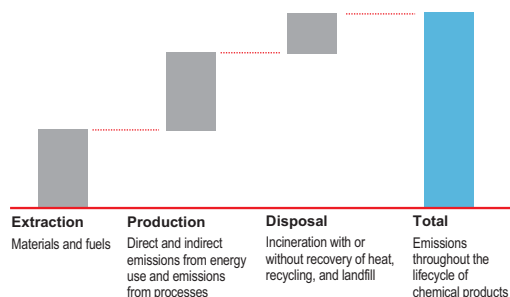 Extraction
Materials and fuels
Production
Direct and indirect
emissions from energy
use and emissions
from processes
Disposal
Incineration with or
without recovery of heat,
recycling, and landfill
Total
Emissions
throughout the
lifecycle of
chemical products